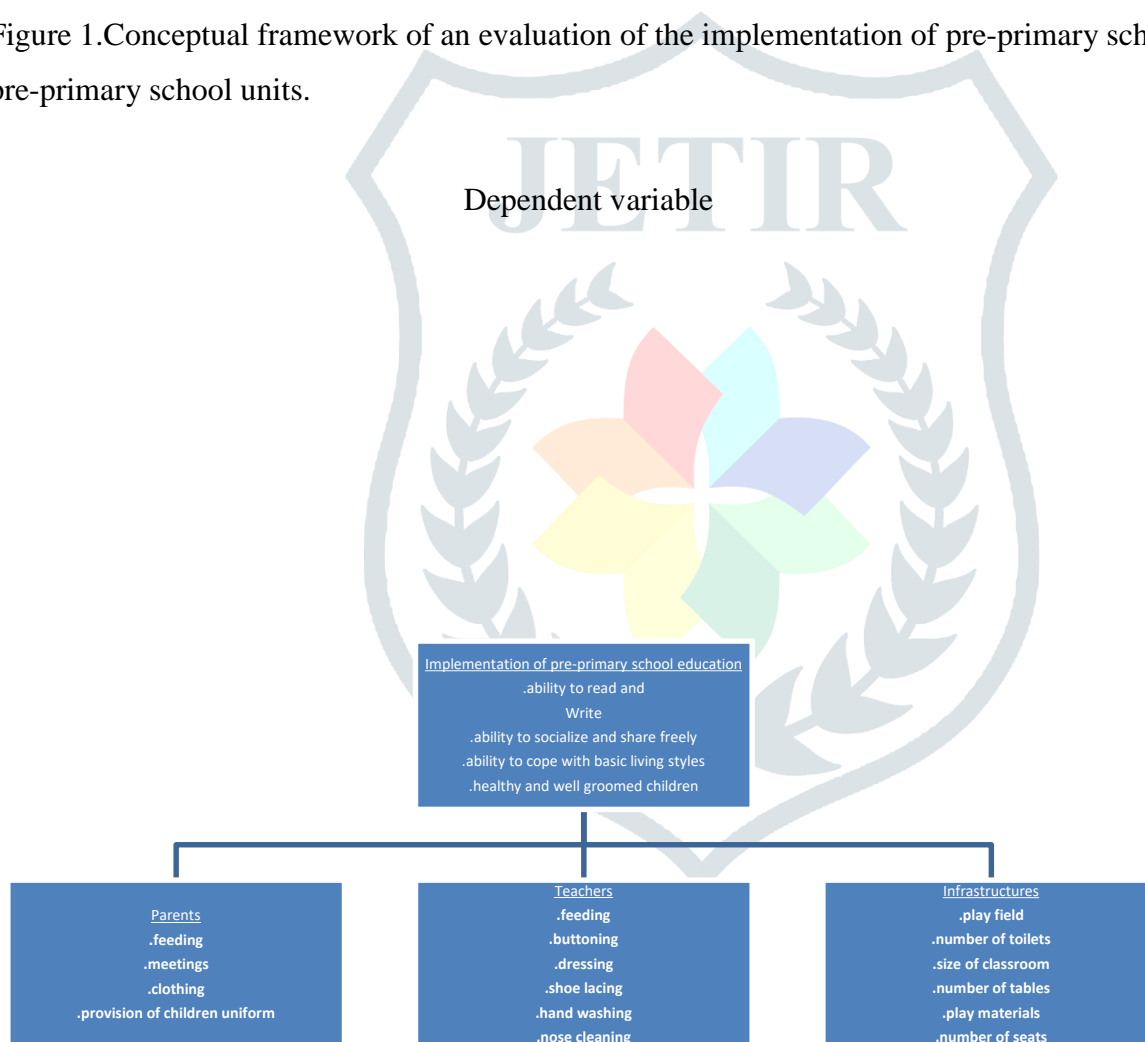 Figure 1.Conceptual framework of an evaluation of the implementation of pre-primary
pre-primary school units.
JETIR
Dependent variable
Implementation of pre-primary school education
.ability to read and
Write
.ability to socialize and share freely
.ability to cope with basic living styles
.healthy and well groomed children
Parents
.feeding
.meetings
.clothing
.provision of children uniform
Teachers
.feeding
.buttoning
.dressing
.shoe lacing
.hand washing
.nose cleaning
Infrastructures
.play field
.number of toilets
.size of classroom
.number of tables
.play materials
.number of seats